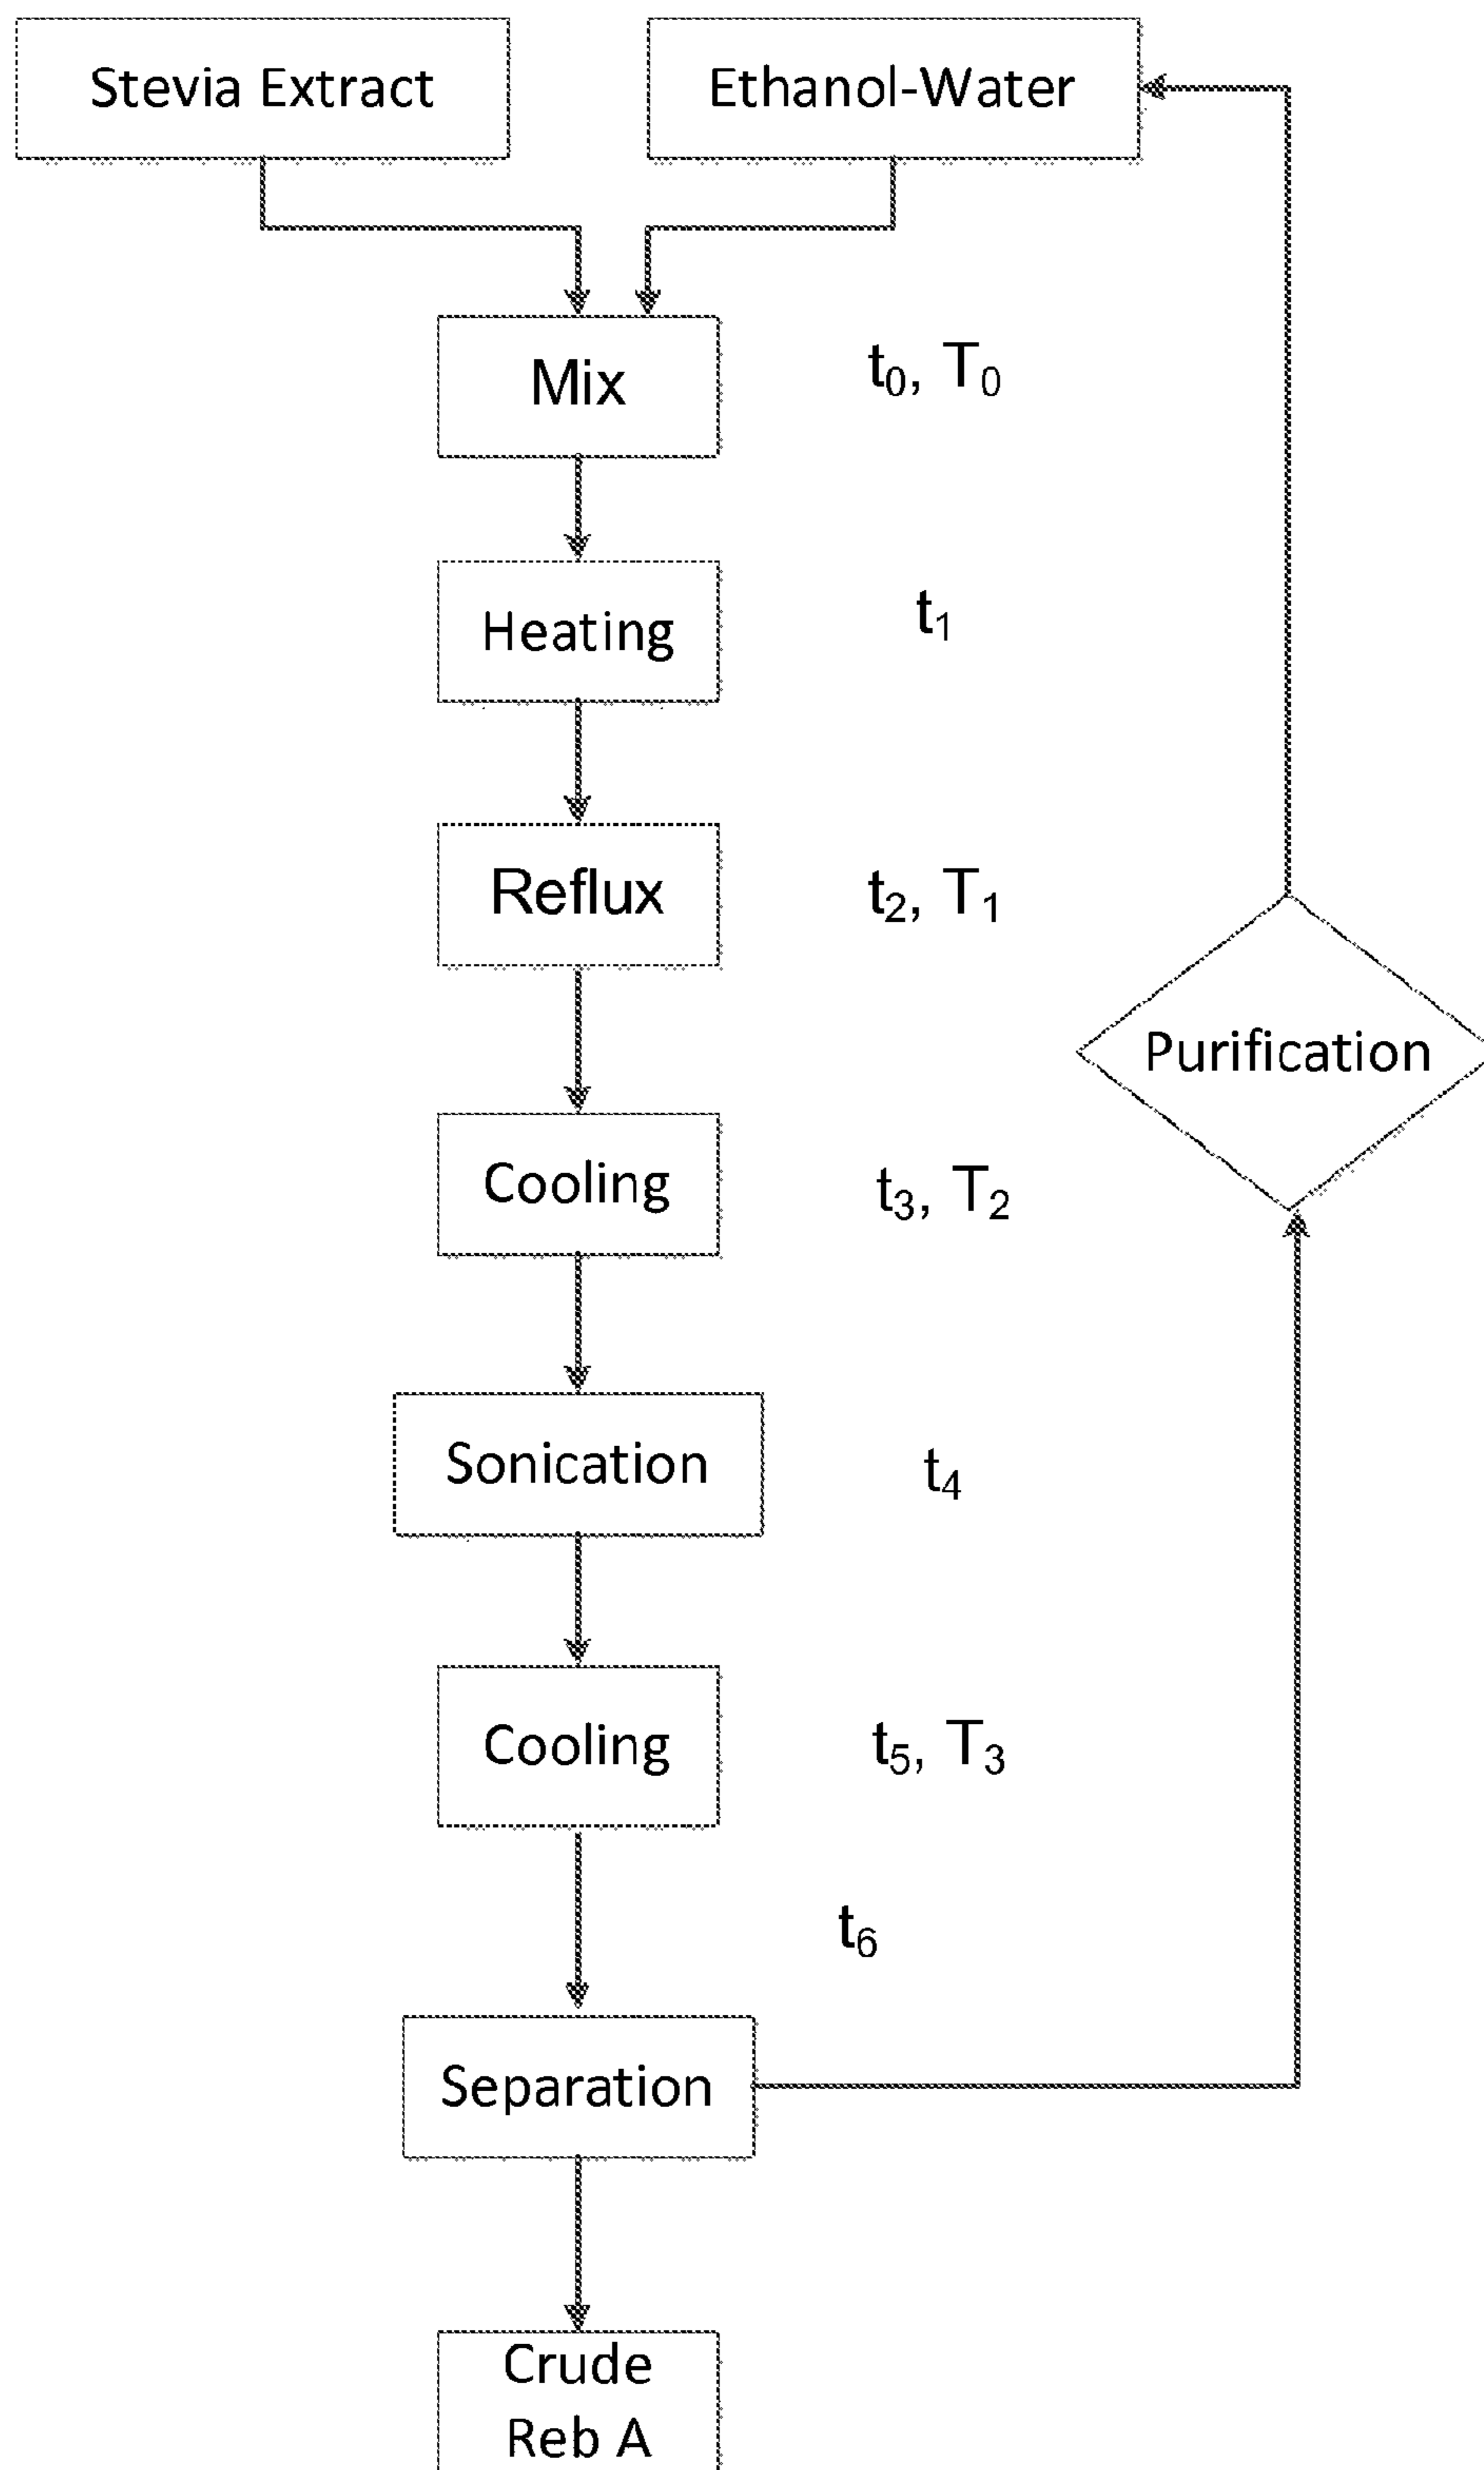 Stevia Extract
Ethanol-Water
Mix
t₀, T₀
Heating
t₁
Reflux
t₂, T₁
Purification
Cooling
t₃, T₂
Sonication
t₄
Cooling
t₅, T₃
t₆
Separation
Crude
Reb A